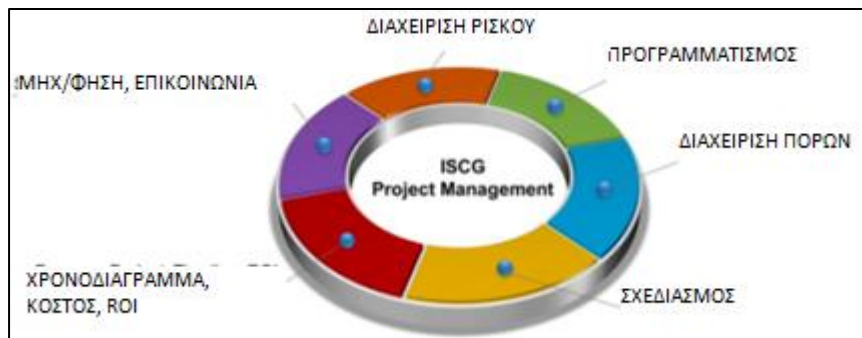 ΔΙΑΧΕΙΡΙΣΗ ΡΙΣΚΟΥ
ΠΡΟΓΡΑΜΜΑΤΙΣΜΟΣ
ΜΗΧ/ΦΗΣΗ, ΕΠΙΚΟΙΝΩΝΙΑ
ΔΙΑΧΕΙΡΙΣΗ ΠΟΡΩΝ
ISCG
Project Management
ΧΡΟΝΟΔΙΑΓΡΑΜΜΑ,
ΚΟΣΤΟΣ, ROI
ΣΧΕΔΙΑΣΜΟΣ